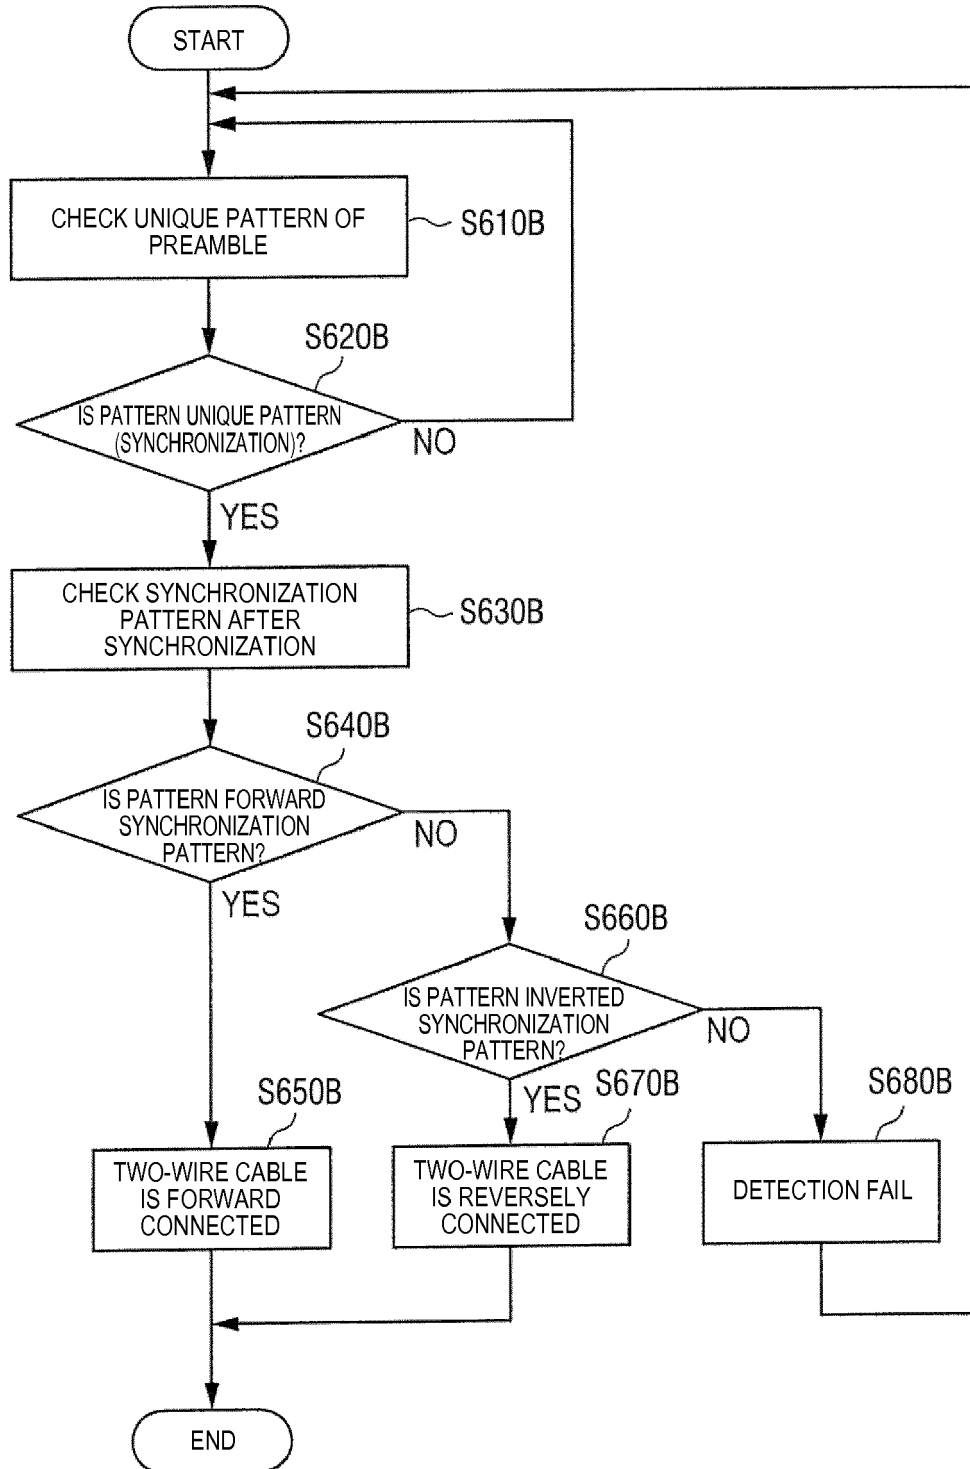 START
CHECK UNIQUE PATTERN OF
PREAMBLE
S610B
S620B
IS PATTERN UNIQUE PATTERN
(SYNCHRONIZATION)?
NO
YES
CHECK SYNCHRONIZATION
PATTERN AFTER
SYNCHRONIZATION
S630B
S640B
IS PATTERN FORWARD
SYNCHRONIZATION
PATTERN?
NO
YES
S660B
IS PATTERN INVERTED
SYNCHRONIZATION
PATTERN?
NO
YES
S650B
TWO-WIRE CABLE
IS FORWARD
CONNECTED
S670B
TWO-WIRE CABLE
IS REVERSELY
CONNECTED
S680B
DETECTION FAIL
END